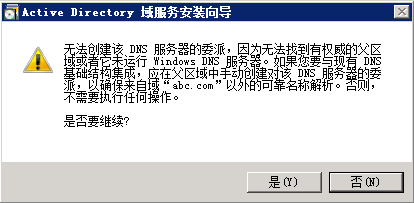 Active Directory 域服务安装向导
无法创建该 DNS 服务器的委派，因为无法找到有权威的父区
域或者它未运行 Windows DNS 服务器。如果您要与现有 DNS
基础结构集成，应在父区域中手动创建对该 DNS 服务器的委
派，以确保来自域“abc.com”以外的可靠名称解析。否则，
不需要执行任何操作。
是否要继续?
是(Y)
否(N)